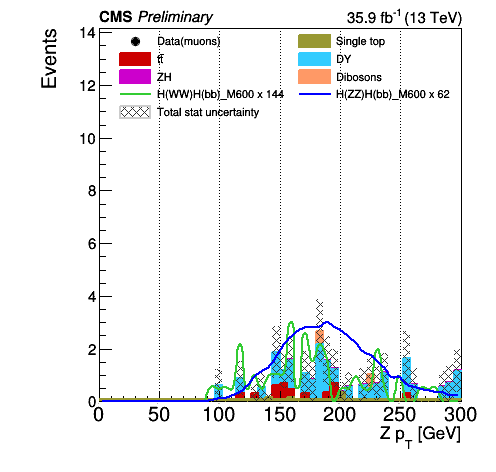 CMS Preliminary 35.9 fb⁻¹ (13 TeV)
Events
Data(muons) Single top
tt̄ DY
ZH Dibosons
H(WW)H(bb)_M600 x 144 H(ZZ)H(bb)_M600 x 62
Total stat uncertainty
14
12
10
8
6
4
2
0
0 50 100 150 200 250 300
Z p_T [GeV]